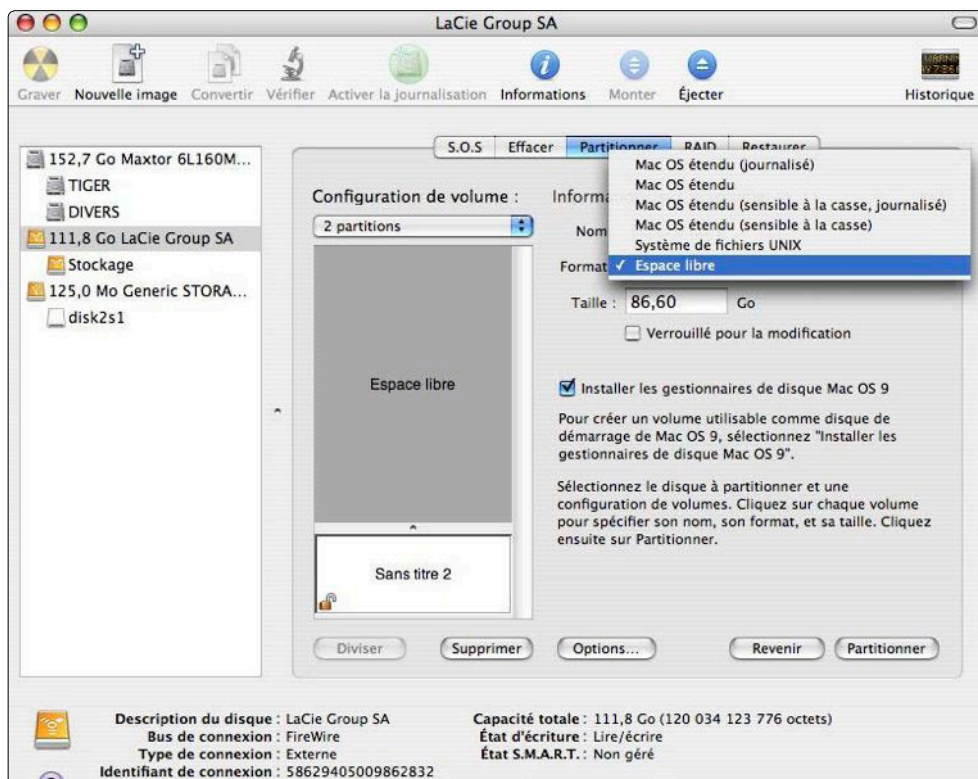 LaCie Group SA
Graver Nouvelle image Convertir Vérifier Activer la journalisation Informations Monter Éjecter Historique
152,7 Go Maxtor 6L160M...
TIGER
DIVERS
111,8 Go LaCie Group SA
Stockage
125,0 Mo Generic STORA...
disk2s1
S.O.S Effacer Partitionner RAID Restaurer
Configuration de volume :
2 partitions
Espace libre
Sans titre 2
Informa
Nom
Format
Mac OS étendu (journalisé)
Mac OS étendu
Mac OS étendu (sensible à la casse, journalisé)
Mac OS étendu (sensible à la casse)
Système de fichiers UNIX
✓ Espace libre
Taille : 86,60 Go
Verrouillé pour la modification
Installer les gestionnaires de disque Mac OS 9
Pour créer un volume utilisable comme disque de
démarrage de Mac OS 9, sélectionnez "Installer les
gestionnaires de disque Mac OS 9".
Sélectionnez le disque à partitionner et une
configuration de volumes. Cliquez sur chaque volume
pour spécifier son nom, son format, et sa taille. Cliquez
ensuite sur Partitionner.
Diviser Supprimer Options... Revenir Partitionner
Description du disque : LaCie Group SA
Bus de connexion : FireWire
Type de connexion : Externe
Identifiant de connexion : 58629405009862832
Capacité totale : 111,8 Go (120 034 123 776 octets)
État d'écriture : Lire/écrire
État S.M.A.R.T. : Non géré